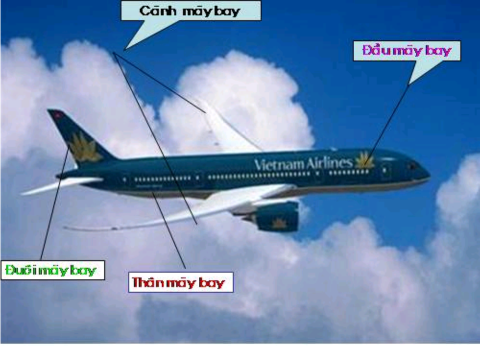 Cánh máy bay
Đầu máy bay
Vietnam Airlines
Đuôi máy bay
Thân máy bay